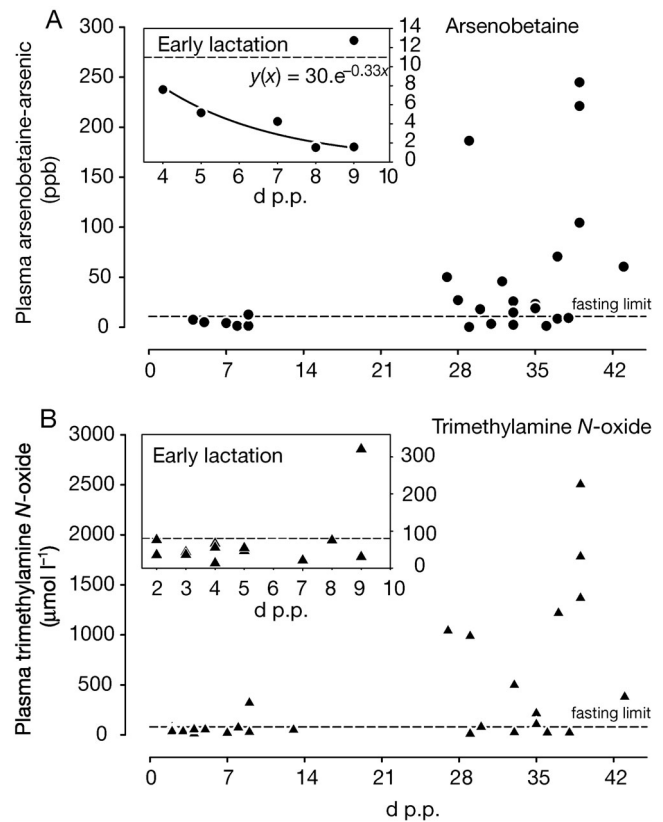 A
Arsenobetaine
Early lactation
y(x) = 30.e–0.33x
14
12
10
8
6
4
2
0
4 5 6 7 8 9 10
d p.p.
Plasma arsenobetaine-arsenic
(ppb)
300
250
200
150
100
50
0
fasting limit
0 7 14 21 28 35 42
B
Trimethylamine N-oxide
Early lactation
300
200
100
0
2 3 4 5 6 7 8 9 10
d p.p.
Plasma trimethylamine N-oxide
(µmol l–1)
3000
2500
2000
1500
1000
500
0
fasting limit
0 7 14 21 28 35 42
d p.p.